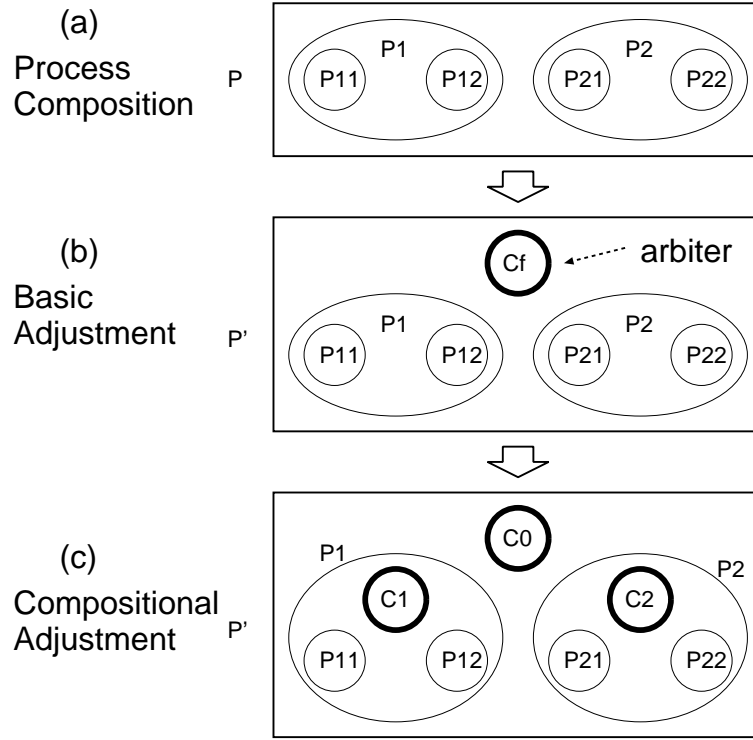 (a)
Process
Composition
P
P1
P11
P12
P2
P21
P22
(b)
Basic
Adjustment
P'
Cf
arbiter
P1
P11
P12
P2
P21
P22
(c)
Compositional
Adjustment
P'
C0
P1
C1
P11
P12
P2
C2
P21
P22